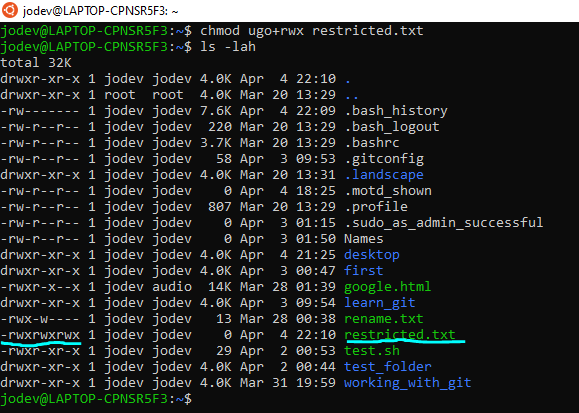 jodev@LAPTOP-CPNSR5F3: ~
jodev@LAPTOP-CPNSR5F3:~$ chmod ugo+rwx restricted.txt
jodev@LAPTOP-CPNSR5F3:~$ ls -lah
total 32K
drwxr-xr-x 1 jodev jodev 4.0K Apr  4 22:10 .
drwxr-xr-x 1 root  root  4.0K Mar 20 13:29 ..
-rw------- 1 jodev jodev 7.6K Apr  4 22:09 .bash_history
-rw-r--r-- 1 jodev jodev  220 Mar 20 13:29 .bash_logout
-rw-r--r-- 1 jodev jodev 3.7K Mar 20 13:29 .bashrc
-rw-r--r-- 1 jodev jodev   58 Apr  3 09:53 .gitconfig
drwxr-xr-x 1 jodev jodev 4.0K Mar 20 13:31 .landscape
-rw-r--r-- 1 jodev jodev    0 Apr  4 18:25 .motd_shown
-rw-r--r-- 1 jodev jodev  807 Mar 20 13:29 .profile
-rw-r--r-- 1 jodev jodev    0 Apr  3 01:15 .sudo_as_admin_successful
-rw-r--r-- 1 jodev jodev    0 Apr  3 01:50 Names
drwxr-xr-x 1 jodev jodev 4.0K Apr  4 21:25 desktop
drwxr-xr-x 1 jodev jodev 4.0K Apr  3 00:47 first
-rwxr-x--x 1 jodev audio  14K Mar 28 01:39 google.html
drwxr-xr-x 1 jodev jodev 4.0K Apr  3 09:54 learn_git
-rwx-w---- 1 jodev jodev   13 Mar 28 00:38 rename.txt
-rwxrwxrwx 1 jodev jodev    0 Apr  4 22:10 restricted.txt
-rwxr-xr-x 1 jodev jodev   29 Apr  2 00:53 test.sh
drwxr-xr-x 1 jodev jodev 4.0K Apr  2 00:44 test_folder
drwxr-xr-x 1 jodev jodev 4.0K Mar 31 19:59 working_with_git
jodev@LAPTOP-CPNSR5F3:~$